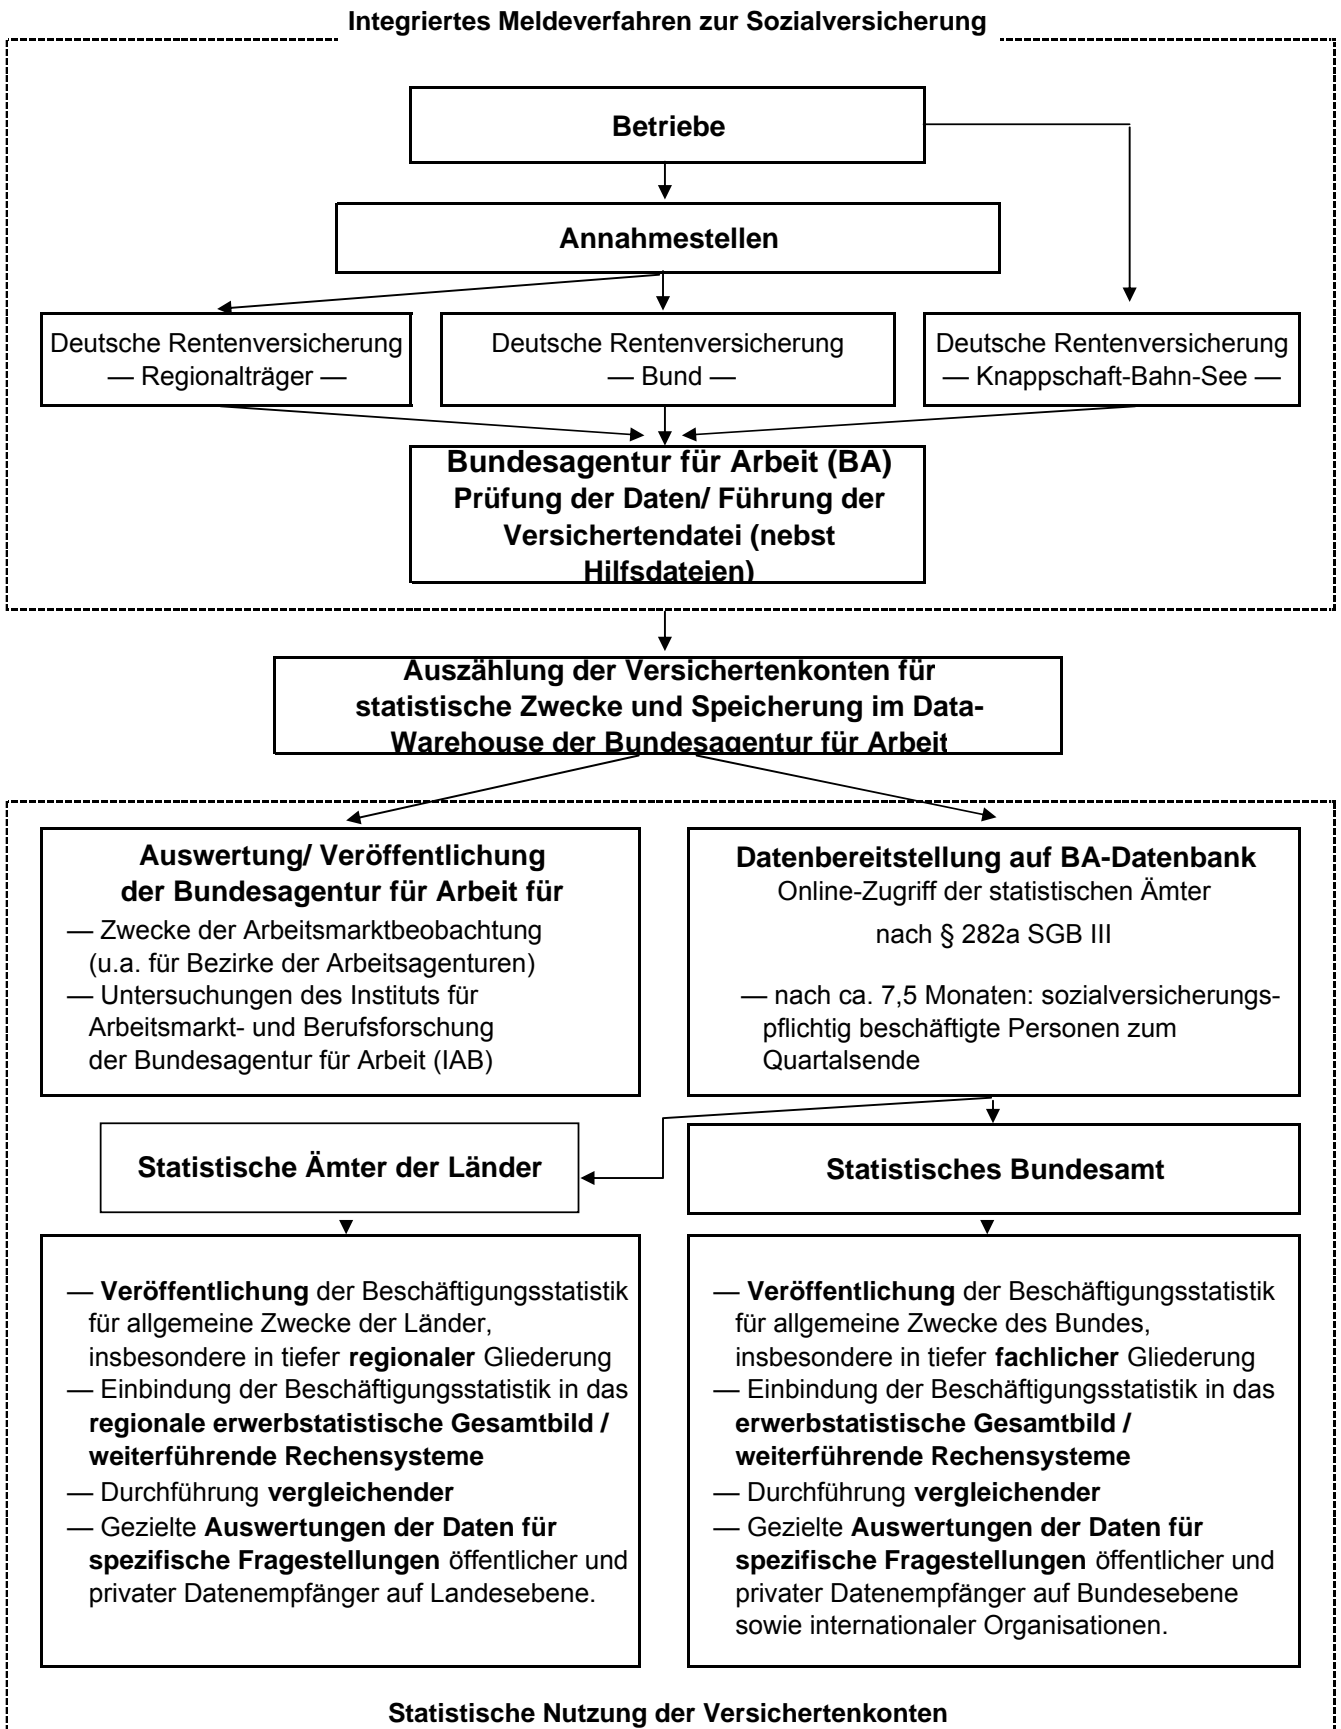 Integriertes Meldeverfahren zur Sozialversicherung
Betriebe
Annahmestellen
Deutsche Rentenversicherung
— Regionalträger —
Deutsche Rentenversicherung
— Bund —
Deutsche Rentenversicherung
— Knappschaft-Bahn-See —
Bundesagentur für Arbeit (BA)
Prüfung der Daten/ Führung der
Versichertendatei (nebst
Hilfsdateien)
Auszählung der Versichertenkonten für
statistische Zwecke und Speicherung im Data-
Warehouse der Bundesagentur für Arbeit
Auswertung/ Veröffentlichung
der Bundesagentur für Arbeit für
— Zwecke der Arbeitsmarktbeobachtung
(u.a. für Bezirke der Arbeitsagenturen)
— Untersuchungen des Instituts für
Arbeitsmarkt- und Berufsforschung
der Bundesagentur für Arbeit (IAB)
Datenbereitstellung auf BA-Datenbank
Online-Zugriff der statistischen Ämter
nach § 282a SGB III
— nach ca. 7,5 Monaten: sozialversicherungs-
pflichtig beschäftigte Personen zum
Quartalsende
Statistische Ämter der Länder
Statistisches Bundesamt
— Veröffentlichung der Beschäftigungsstatistik
für allgemeine Zwecke der Länder,
insbesondere in tiefer regionaler Gliederung
— Einbindung der Beschäftigungsstatistik in das
regionale erwerbstatistische Gesamtbild /
weiterführende Rechensysteme
— Durchführung vergleichender
— Gezielte Auswertungen der Daten für
spezifische Fragestellungen öffentlicher und
privater Datenempfänger auf Landesebene.
— Veröffentlichung der Beschäftigungsstatistik
für allgemeine Zwecke des Bundes,
insbesondere in tiefer fachlicher Gliederung
— Einbindung der Beschäftigungsstatistik in das
erwerbstatistische Gesamtbild /
weiterführende Rechensysteme
— Durchführung vergleichender
— Gezielte Auswertungen der Daten für
spezifische Fragestellungen öffentlicher und
privater Datenempfänger auf Bundesebene
sowie internationaler Organisationen.
Statistische Nutzung der Versichertenkonten